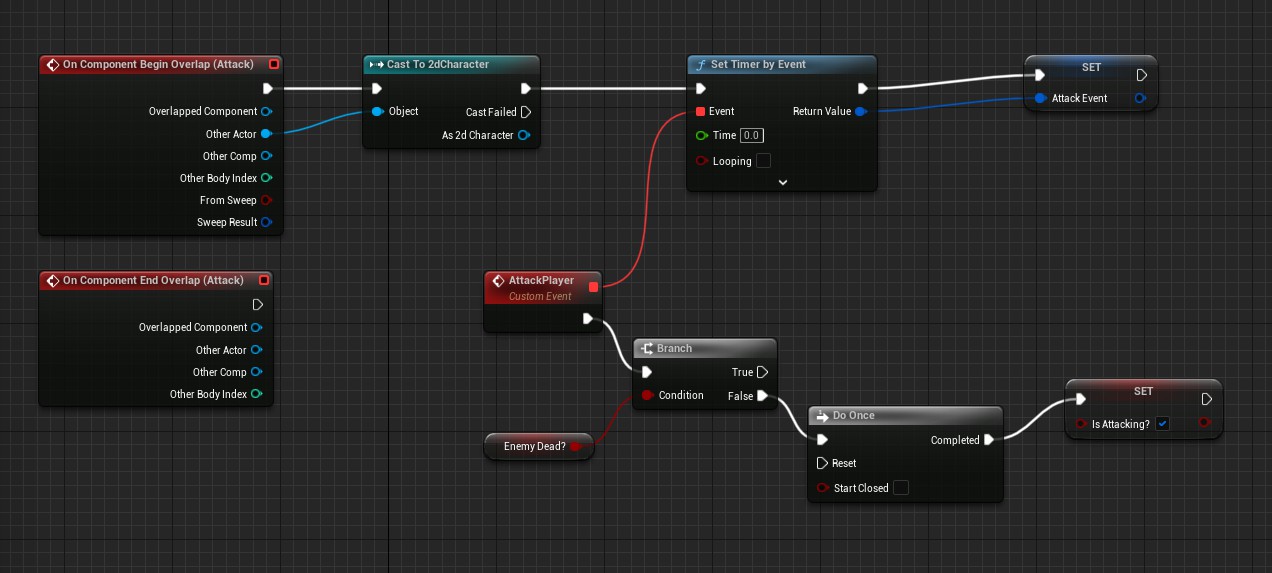 On Component Begin Overlap (Attack)
Overlapped Component
Other Actor
Other Comp
Other Body Index
From Sweep
Sweep Result
Cast To 2dCharacter
Object
Cast Failed
As 2d Character
Set Timer by Event
Event
Return Value
Time 0.0
Looping
SET
Attack Event
On Component End Overlap (Attack)
Overlapped Component
Other Actor
Other Comp
Other Body Index
AttackPlayer
Custom Event
Branch
True
Condition
False
Enemy Dead?
Do Once
Completed
Reset
Start Closed
SET
Is Attacking?